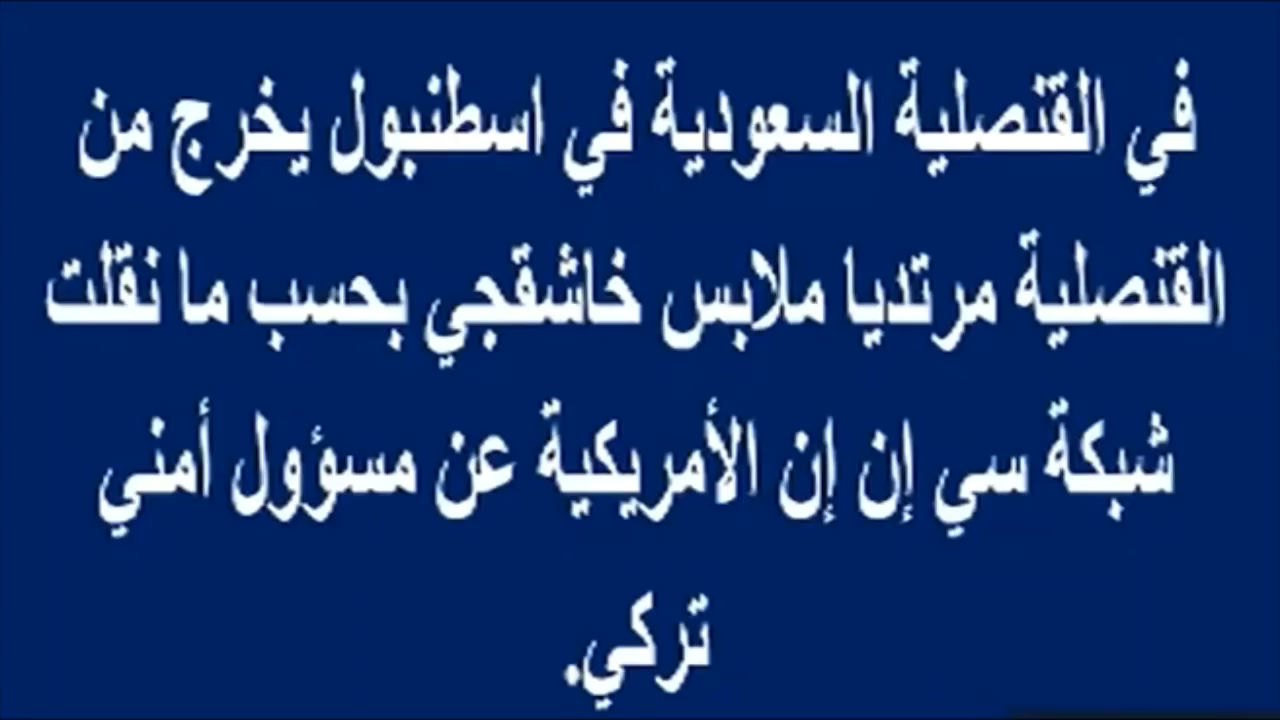 في القنصلية السعودية في اسطنبول يخرج من
القنصلية مرتديا ملابس خاشقجي بحسب ما نقلت
شبكة سي إن إن الأمريكية عن مسؤول أمني
تركي.